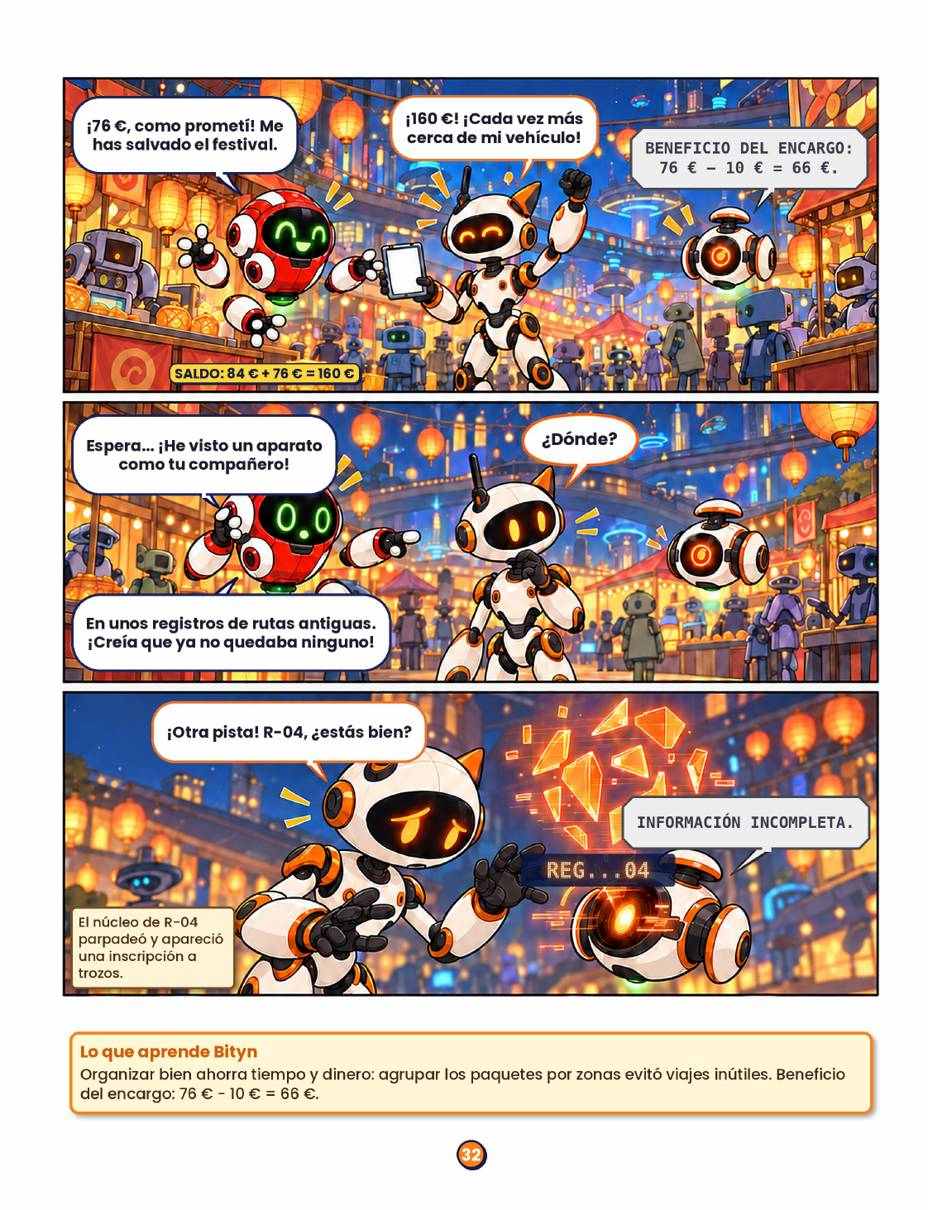 ¡76 €, como prometí! Me
has salvado el festival.
¡160 €! ¡Cada vez más
cerca de mi vehículo!
BENEFICIO DEL ENCARGO:
76 € – 10 € = 66 €.
SALDO: 84 € + 76 € = 160 €
Espera... ¡He visto un aparato
como tu compañero!
¿Dónde?
En unos registros de rutas antiguas.
¡Creía que ya no quedaba ninguno!
¡Otra pista! R-04, ¿estás bien?
INFORMACIÓN INCOMPLETA.
REG...04
El núcleo de R-04
parpadeó y apareció
una inscripción a
trozos.
Lo que aprende Bityn
Organizar bien ahorra tiempo y dinero: agrupar los paquetes por zonas evitó viajes inútiles. Beneficio
del encargo: 76 € - 10 € = 66 €.
32